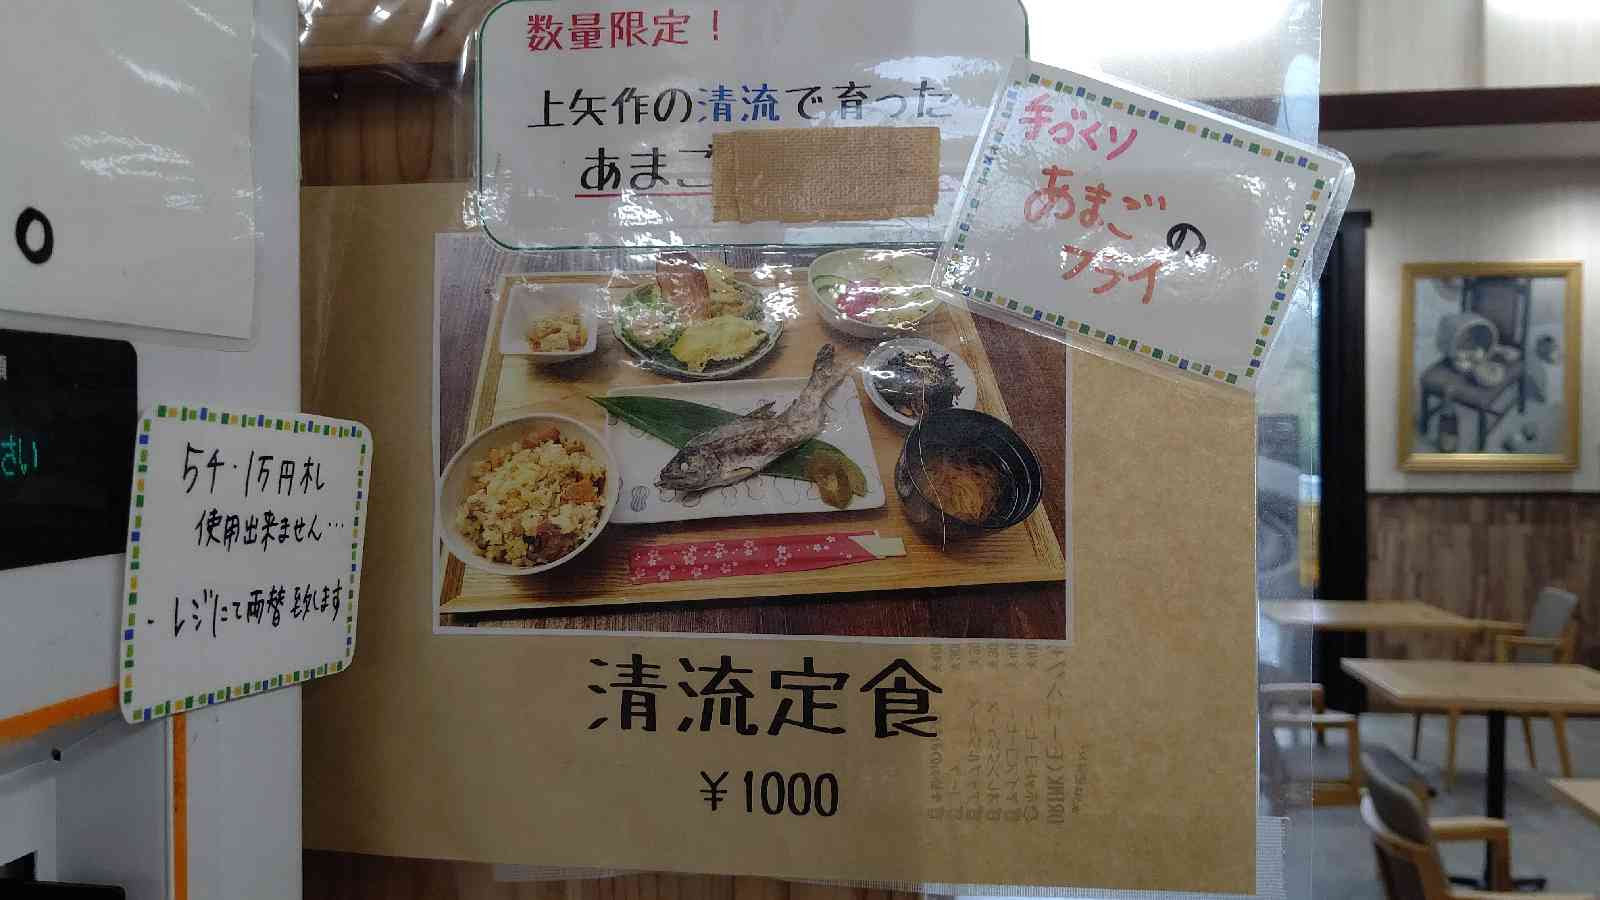 数量限定！
上矢作の清流で育った
あまご
手づくり
あまごの
フライ
清流定食
￥1000
さい
5千・1万円札
使用出来ません…
レジにて両替致します